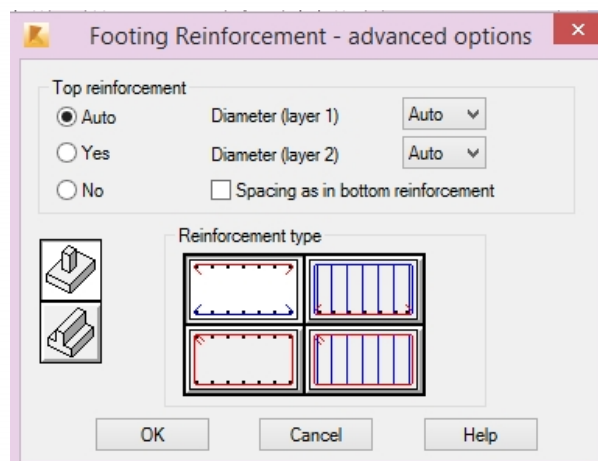 Footing Reinforcement - advanced options
Top reinforcement
Auto Diameter (layer 1) Auto
Yes Diameter (layer 2) Auto
No Spacing as in bottom reinforcement
Reinforcement type
OK Cancel Help